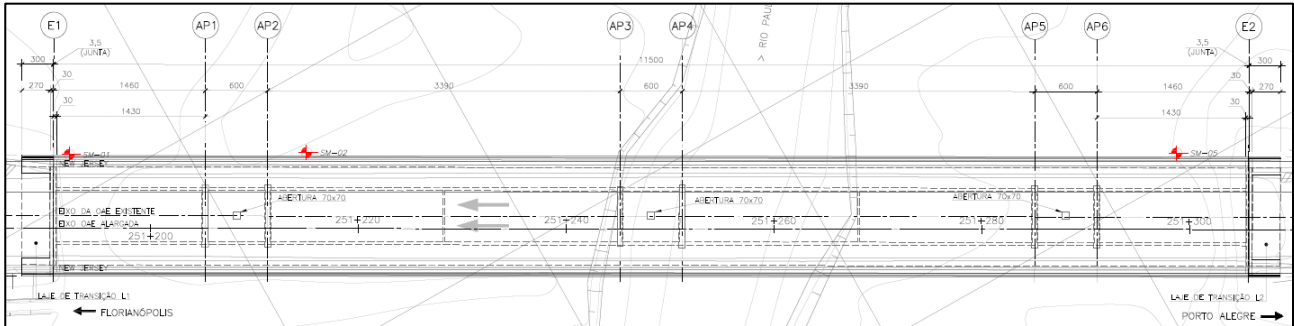 E1
AP1
AP2
AP3
AP4
AP5
AP6
E2
> RIO PAUL
3,5
(JUNTA)
3,5
(JUNTA)
300
11500
300
30
30
270
1460
600
3390
600
3390
600
1460
270
30
1430
1430
30
SM-01
SM-02
SM-05
NEW JERSEY
ABERTURA 70x70
ABERTURA 70x70
ABERTURA 70x70
EIXO DA OAE EXISTENTE
EIXO OAE ALARGADA
251+200
251+220
251+240
251+260
251+280
251+300
NEW JERSEY
LAJE DE TRANSIÇÃO L1
LAJE DE TRANSIÇÃO L2
FLORIANÓPOLIS
PORTO ALEGRE